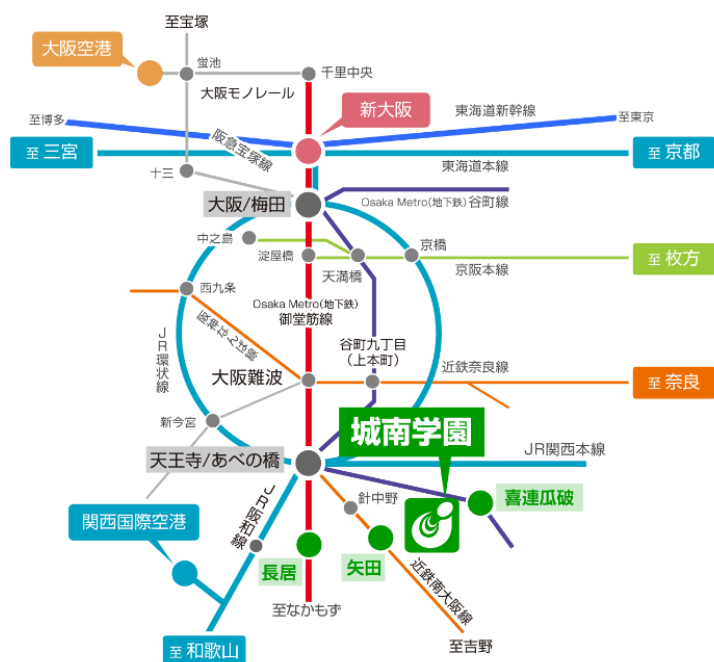 至宝塚
大阪空港
蛍池
千里中央
大阪モノレール
新大阪
至博多
東海道新幹線
至東京
阪急宝塚線
至 三宮
至 京都
東海道本線
十三
大阪/梅田
Osaka Metro(地下鉄)谷町線
中之島
淀屋橋
天満橋
京橋
京阪本線
至 枚方
西九条
Osaka Metro(地下鉄)
御堂筋線
阪神なんば線
JR環状線
谷町九丁目
(上本町)
大阪難波
近鉄奈良線
至 奈良
新今宮
城南学園
天王寺/あべの橋
JR関西本線
針中野
喜連瓜破
関西国際空港
JR阪和線
長居
矢田
近鉄南大阪線
至なかもず
至 和歌山
至吉野